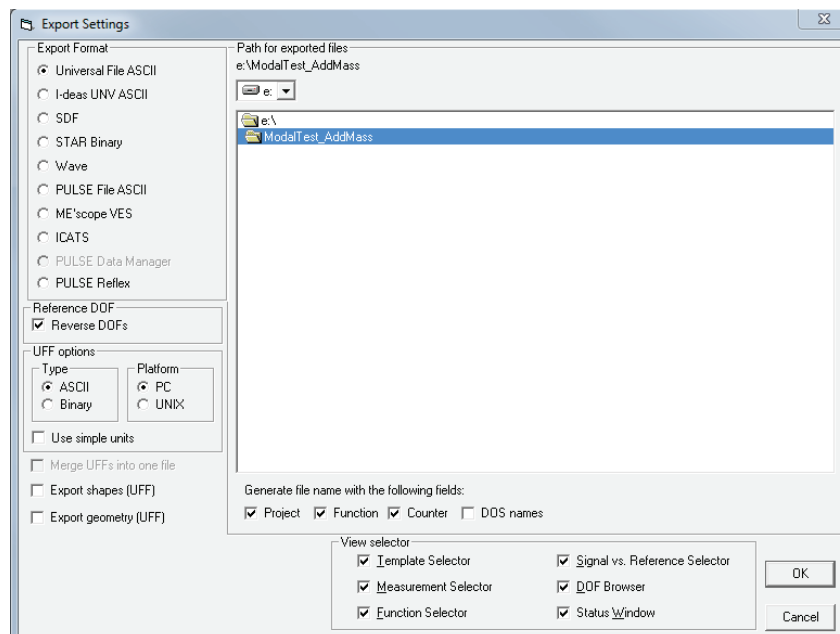 Export Settings
Export Format
Universal File ASCII
I-deas UNV ASCII
SDF
STAR Binary
Wave
PULSE File ASCII
ME'scope VES
ICATS
PULSE Data Manager
PULSE Reflex
Reference DOF
Reverse DOFs
UFF options
Type
ASCII
Binary
Platform
PC
UNIX
Use simple units
Merge UFFs into one file
Export shapes (UFF)
Export geometry (UFF)
Path for exported files
e:\ModalTest_AddMass
e:
e:\
ModalTest_AddMass
Generate file name with the following fields:
Project Function Counter DOS names
View selector
Template Selector
Measurement Selector
Function Selector
Signal vs. Reference Selector
DOF Browser
Status Window
OK
Cancel